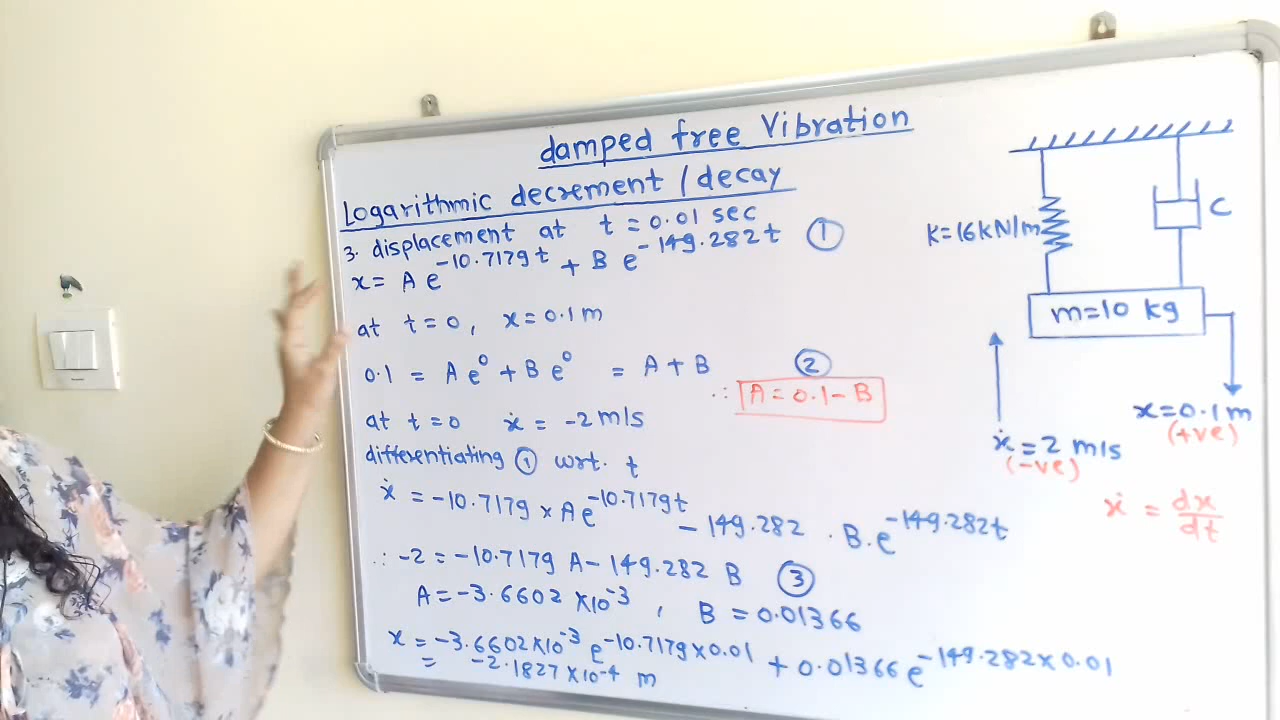 damped free Vibration
Logarithmic decrement / decay
3. displacement at t = 0.01 sec
x = A e^-10.7179t + B e^-149.282t ①
at t = 0, x = 0.1 m
0.1 = A e^0 + B e^0 = A + B ②
∴ A = 0.1 - B
at t = 0 ẋ = -2 m/s
differentiating ① wrt. t
ẋ = -10.7179 × A e^-10.7179t - 149.282 . B. e^-149.282t
∴ -2 = -10.7179 A - 149.282 B ③
A = -3.6602 × 10^-3, B = 0.01366
x = -3.6602 × 10^-3 e^-10.7179 × 0.01 + 0.01366 e^-149.282 × 0.01
= -2.1827 × 10^-4 m
K = 16 kN/m
C
m = 10 kg
x = 0.1 m
(+ve)
ẋ = 2 m/s
(-ve)
ẋ = dx/dt